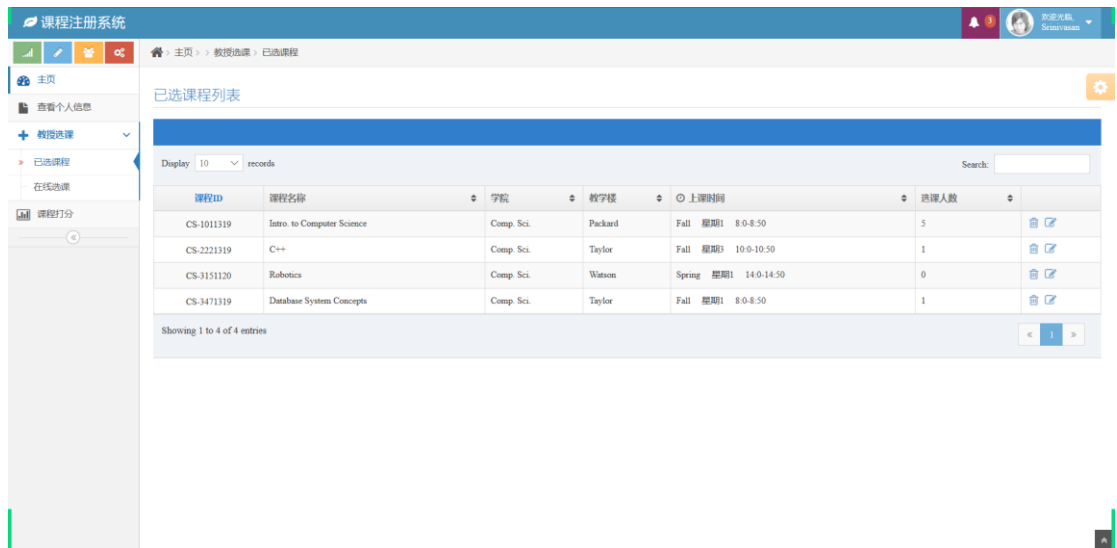 课程注册系统
3
欢迎光临,
Srinivasan
主页 > > 教授选课 > 已选课程
主页
查看个人信息
教授选课
已选课程
在线选课
课程打分
已选课程列表
Display 10 records
Search:
课程ID 课程名称 学院 教学楼 上课时间 选课人数
CS-1011319 Intro. to Computer Science Comp. Sci. Packard Fall 星期1 8:0-8:50 5
CS-2221319 C++ Comp. Sci. Taylor Fall 星期3 10:0-10:50 1
CS-3151120 Robotics Comp. Sci. Watson Spring 星期1 14:0-14:50 0
CS-3471319 Database System Concepts Comp. Sci. Taylor Fall 星期1 8:0-8:50 1
Showing 1 to 4 of 4 entries
« 1 »